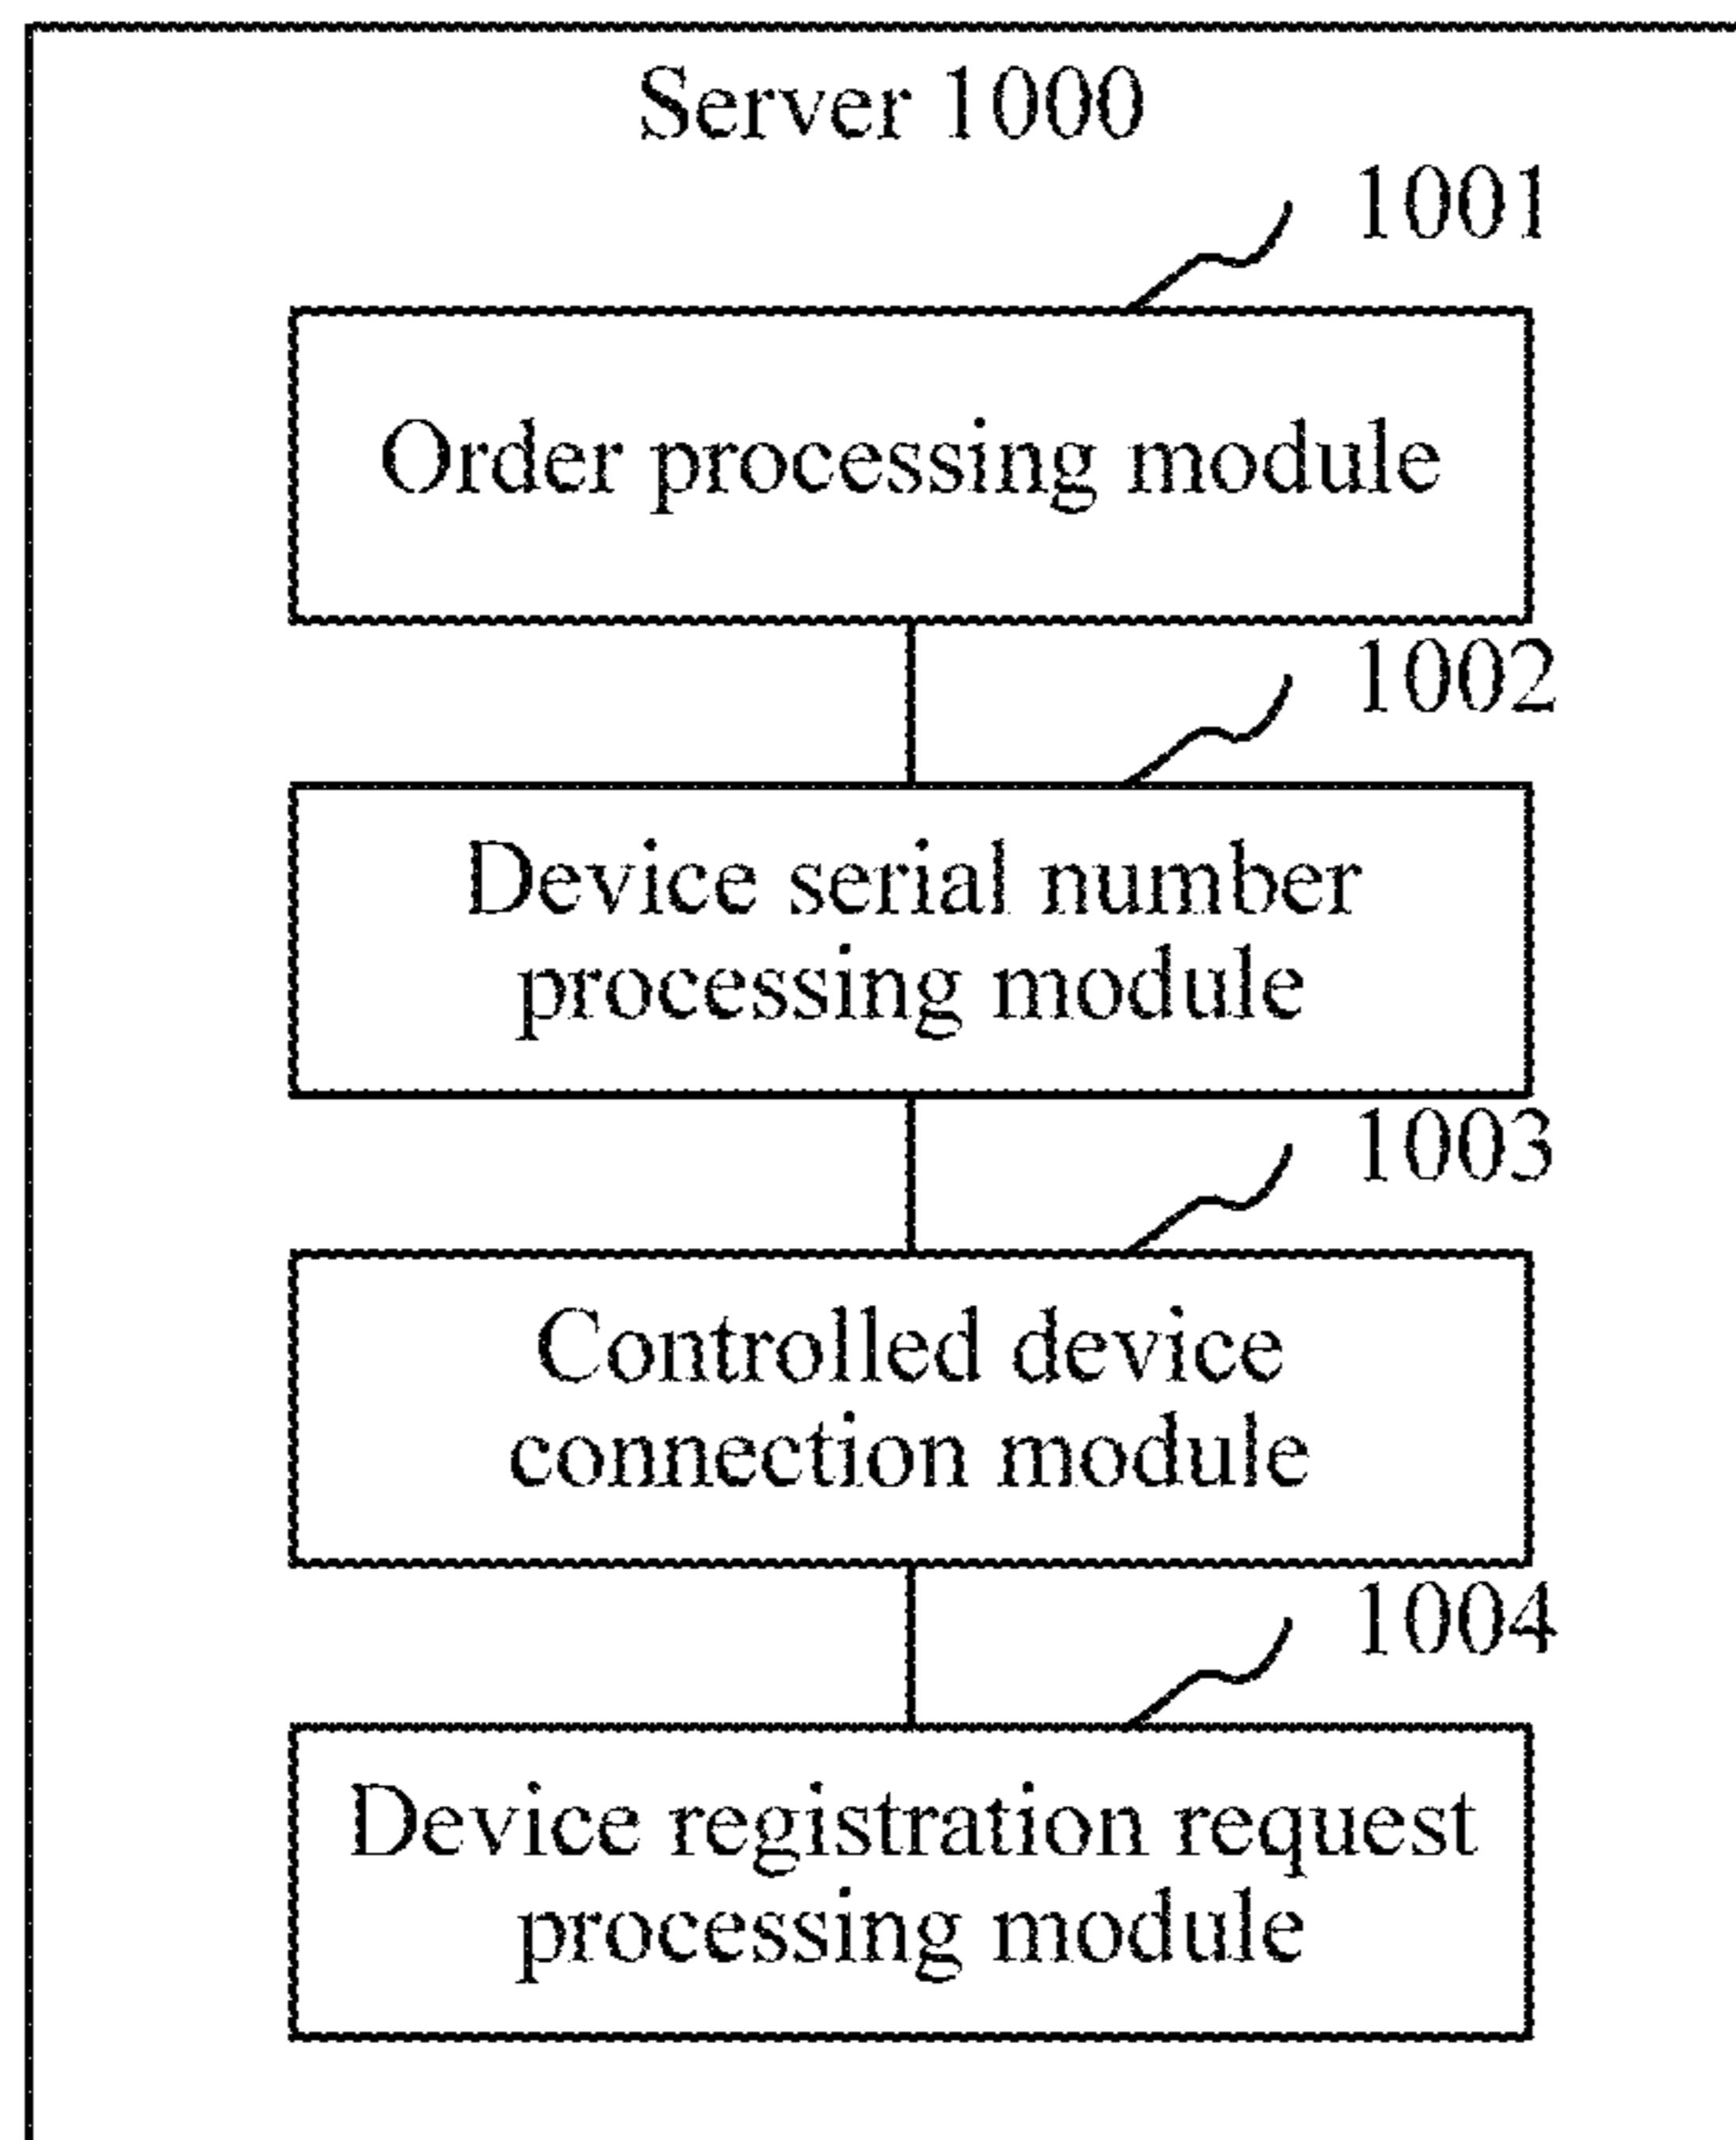 Server 1000
1001
Order processing module
1002
Device serial number
processing module
1003
Controlled device
connection module
1004
Device registration request
processing module